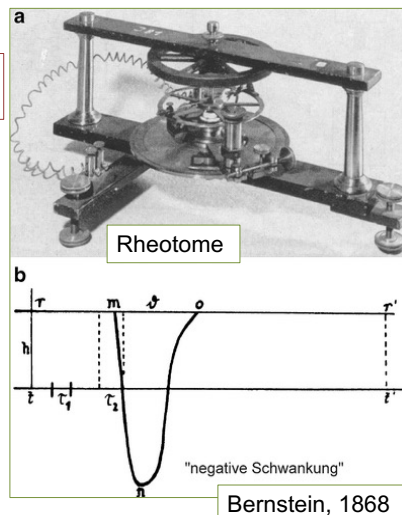 a
Rheotome
b
r m ϑ o r'
h
t τ₁ τ₂ t'
n
"negative Schwankung"
Bernstein, 1868